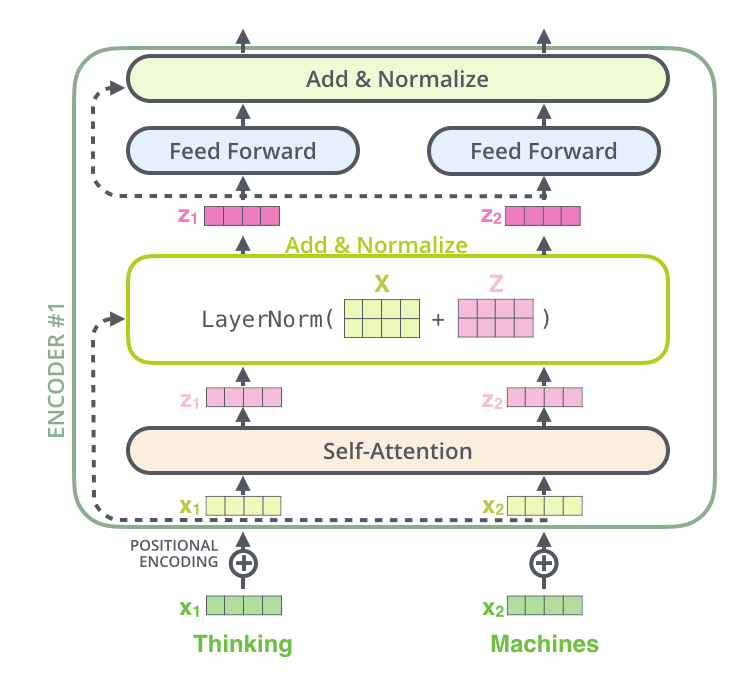 Add & Normalize
Feed Forward
Feed Forward
z1
z2
Add & Normalize
X
Z
LayerNorm(
+
)
ENCODER #1
z1
z2
Self-Attention
x1
x2
POSITIONAL
ENCODING
x1
x2
Thinking
Machines